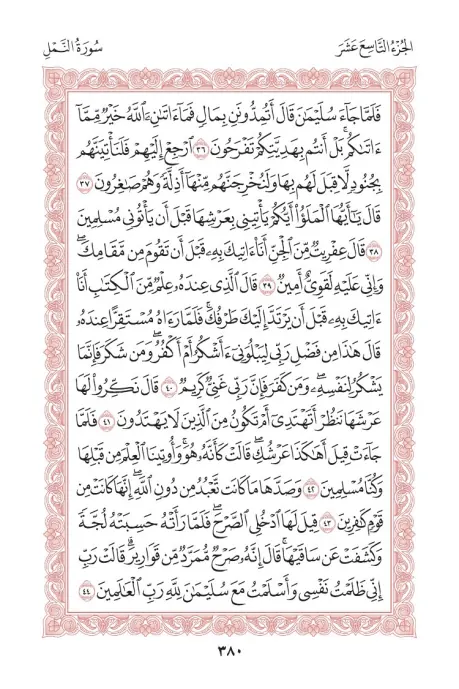 الجُزْءُ التَّاسِعَ عَشَرَ
سُورَةُ النَّمْلِ
فَلَمَّا جَآءَ سُلَيْمَٰنَ قَالَ أَتُمِدُّونَنِ بِمَالٍ فَمَآ ءَاتَىٰنِۦَ ٱللَّهُ خَيْرٌ مِّمَّآ
ءَاتَىٰكُمۚ بَلْ أَنتُم بِهَدِيَّتِكُمْ تَفْرَحُونَ ٣٦ ٱرْجِعْ إِلَيْهِمْ فَلَنَأْتِيَنَّهُم
بِجُنُودٍ لَّا قِبَلَ لَهُم بِهَا وَلَنُخْرِجَنَّهُم مِّنْهَآ أَذِلَّةً وَهُمْ صَٰغِرُونَ ٣٧
قَالَ يَٰٓأَيُّهَا ٱلْمَلَؤُا۟ أَيُّكُمْ يَأْتِينِى بِعَرْشِهَا قَبْلَ أَن يَأْتُونِى مُسْلِمِينَ
٣٨ قَالَ عِفْرِيتٌ مِّنَ ٱلْجِنِّ أَنَا۠ ءَاتِيكَ بِهِۦ قَبْلَ أَن تَقُومَ مِن مَّقَامِكَۖ
وَإِنِّى عَلَيْهِ لَقَوِىٌّ أَمِينٌ ٣٩ قَالَ ٱلَّذِى عِندَهُۥ عِلْمٌ مِّنَ ٱلْكِتَٰبِ أَنَا۠
ءَاتِيكَ بِهِۦ قَبْلَ أَن يَرْتَدَّ إِلَيْكَ طَرْفُكَۚ فَلَمَّا رَءَاهُ مُسْتَقِرًّا عِندَهُۥ
قَالَ هَٰذَا مِن فَضْلِ رَبِّى لِيَبْلُوَنِىٓ ءَأَشْكُرُ أَمْ أَكْفُرُۖ وَمَن شَكَرَ فَإِنَّمَا
يَشْكُرُ لِنَفْسِهِۦۖ وَمَن كَفَرَ فَإِنَّ رَبِّى غَنِىٌّ كَرِيمٌ ٤٠ قَالَ نَكِّرُوا۟ لَهَا
عَرْشَهَا نَنظُرْ أَتَهْتَدِىٓ أَمْ تَكُونُ مِنَ ٱلَّذِينَ لَا يَهْتَدُونَ ٤١ فَلَمَّا
جَآءَتْ قِيلَ أَهَٰكَذَا عَرْشُكِۖ قَالَتْ كَأَنَّهُۥ هُوَۚ وَأُوتِينَا ٱلْعِلْمَ مِن قَبْلِهَا
وَكُنَّا مُسْلِمِينَ ٤٢ وَصَدَّهَا مَا كَانَت تَّعْبُدُ مِن دُونِ ٱللَّهِۖ إِنَّهَا كَانَتْ مِن
قَوْمٍ كَٰفِرِينَ ٤٣ قِيلَ لَهَا ٱدْخُلِى ٱلصَّرْحَۖ فَلَمَّا رَأَتْهُ حَسِبَتْهُ لُجَّةً
وَكَشَفَتْ عَن سَاقَيْهَاۚ قَالَ إِنَّهُۥ صَرْحٌ مُّمَرَّدٌ مِّن قَوَارِيرَۗ قَالَتْ رَبِّ
إِنِّى ظَلَمْتُ نَفْسِى وَأَسْلَمْتُ مَعَ سُلَيْمَٰنَ لِلَّهِ رَبِّ ٱلْعَٰلَمِينَ ٤٤
٣٨٠